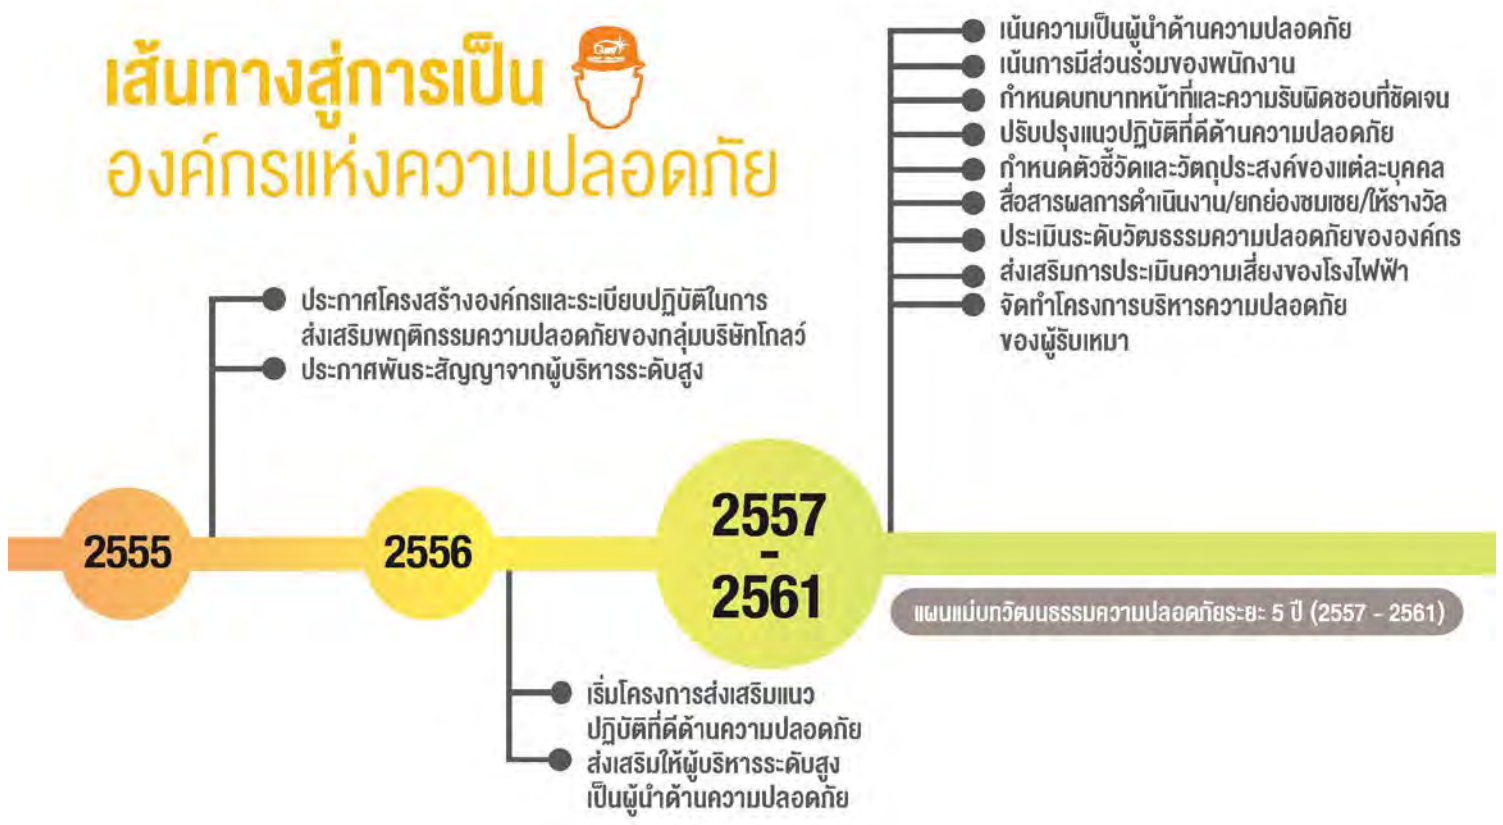 เส้นทางสู่การเป็น
องค์กรแห่งความปลอดภัย
ประกาศโครงสร้างองค์กรและระเบียบปฏิบัติในการ
ส่งเสริมพฤติกรรมความปลอดภัยของกลุ่มบริษัทโกลว์
ประกาศพันธะสัญญาจากผู้บริหารระดับสูง
2555
2556
เริ่มโครงการส่งเสริมแนว
ปฏิบัติที่ดีด้านความปลอดภัย
ส่งเสริมให้ผู้บริหารระดับสูง
เป็นผู้นำด้านความปลอดภัย
2557
-
2561
เน้นความเป็นผู้นำด้านความปลอดภัย
เน้นการมีส่วนร่วมของพนักงาน
กำหนดบทบาทหน้าที่และความรับผิดชอบที่ชัดเจน
ปรับปรุงแนวปฏิบัติที่ดีด้านความปลอดภัย
กำหนดตัวชี้วัดและวัตถุประสงค์ของแต่ละบุคคล
สื่อสารผลการดำเนินงาน/ยกย่องชมเชย/ให้รางวัล
ประเมินระดับวัฒธรรมความปลอดภัยขององค์กร
ส่งเสริมการประเมินความเสี่ยงของโรงไฟฟ้า
จัดทำโครงการบริหารความปลอดภัย
ของผู้รับเหมา
แผนแม่บทวัฒนธรรมความปลอดภัยระยะ 5 ปี (2557 - 2561)